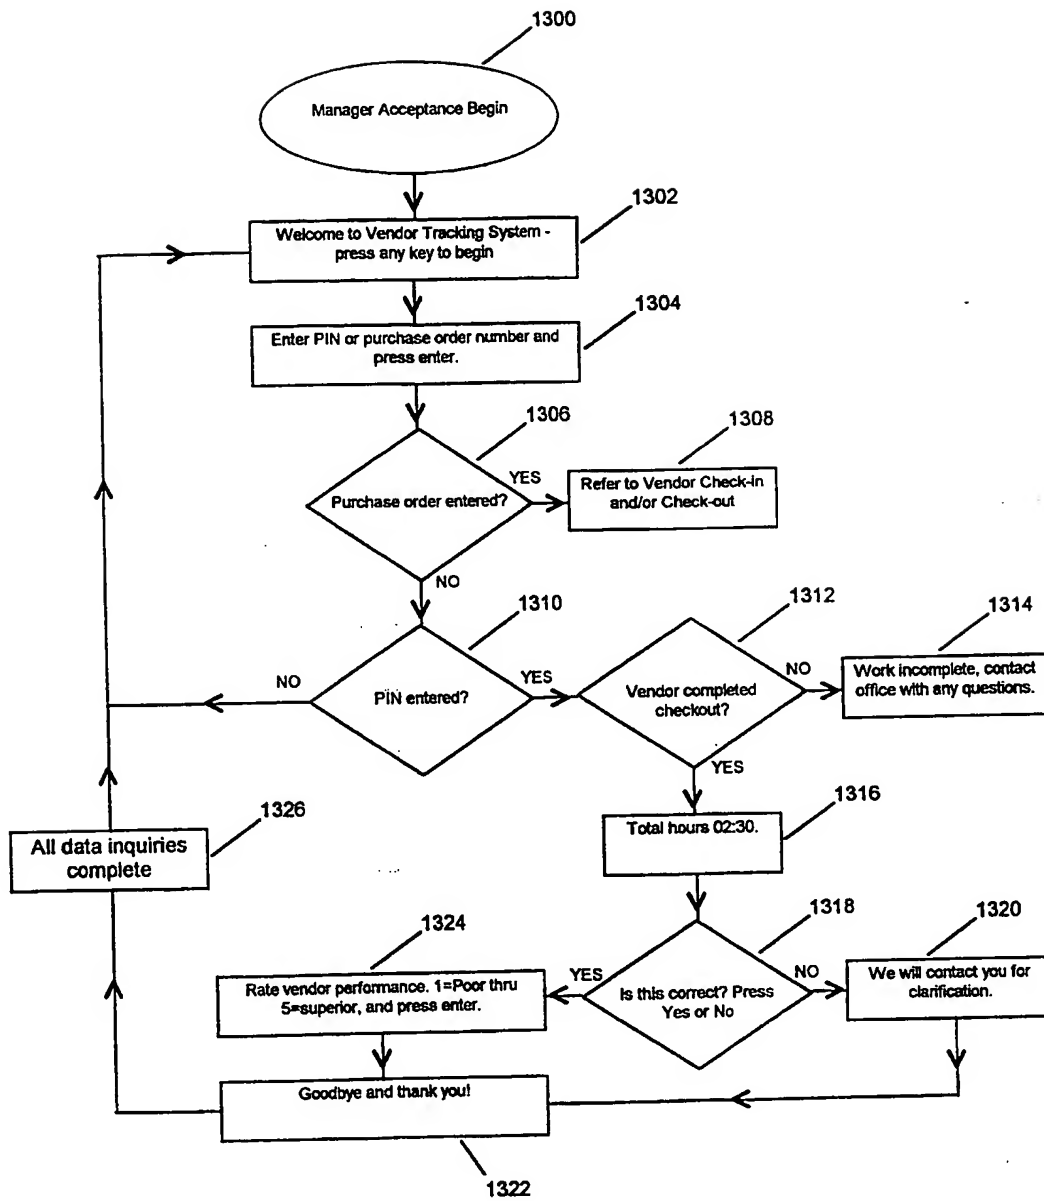 1300
Manager Acceptance Begin
1302
Welcome to Vendor Tracking System -
press any key to begin
1304
Enter PIN or purchase order number and
press enter.
1306
1308
Purchase order entered?
YES
Refer to Vendor Check-in
and/or Check-out
NO
1310
1312
1314
NO
PIN entered?
YES
Vendor completed
checkout?
NO
Work incomplete, contact
office with any questions.
YES
1316
Total hours 02:30.
1326
All data inquiries
complete
1318
1320
1324
Rate vendor performance. 1=Poor thru
5=superior, and press enter.
YES
Is this correct? Press
Yes or No
NO
We will contact you for
clarification.
Goodbye and thank you!
1322